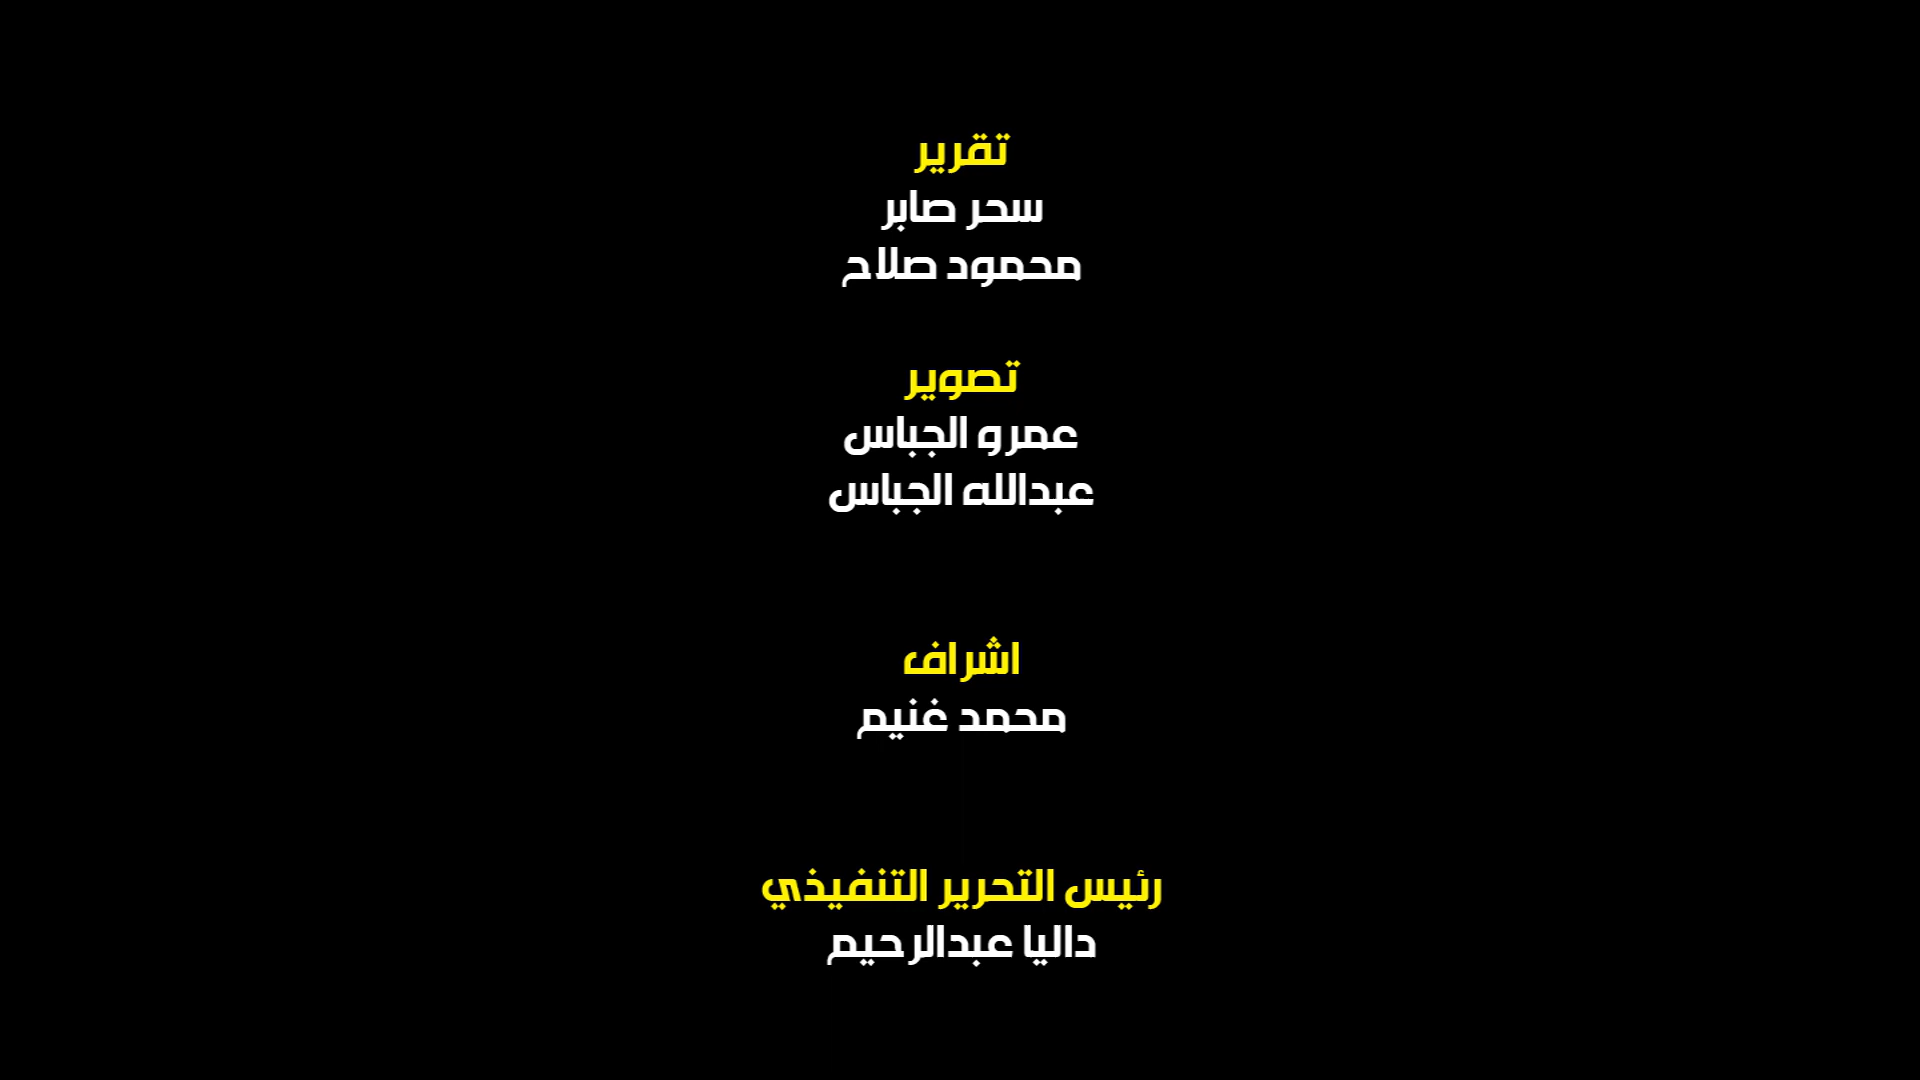 تقرير
سحر صابر
محمود صلاح
تصوير
عمرو الجباس
عبدالله الجباس
اشراف
محمد غنيم
رئيس التحرير التنفيذي
داليا عبدالرحيم